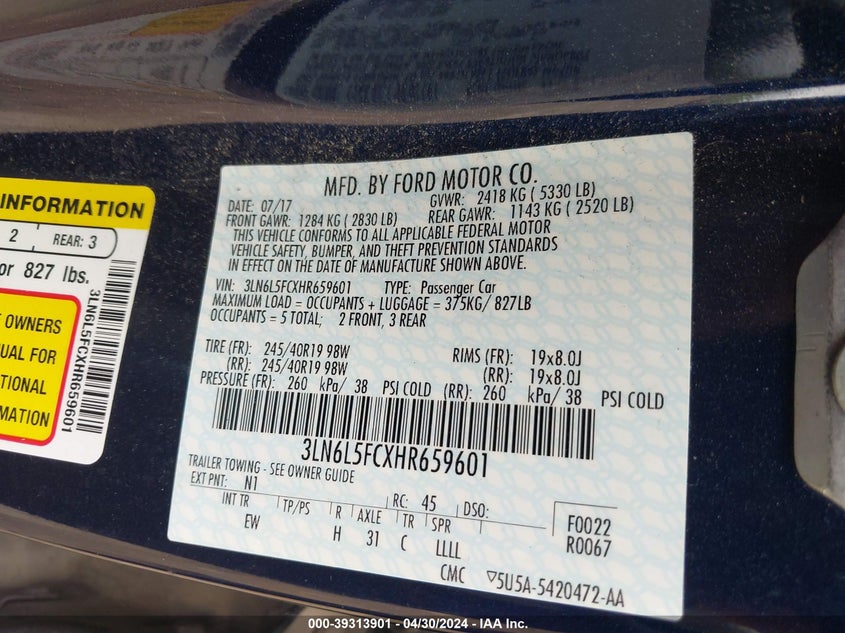 INFORMATION
2 REAR: 3
or 827 lbs.
OWNERS
UAL FOR
TIONAL
MATION
3LN6L5FCXHR659601
MFD. BY FORD MOTOR CO.
DATE: 07/17 GVWR: 2418 KG ( 5330 LB)
FRONT GAWR: 1284 KG ( 2830 LB) REAR GAWR: 1143 KG ( 2520 LB)
THIS VEHICLE CONFORMS TO ALL APPLICABLE FEDERAL MOTOR
VEHICLE SAFETY, BUMPER, AND THEFT PREVENTION STANDARDS
IN EFFECT ON THE DATE OF MANUFACTURE SHOWN ABOVE.
VIN: 3LN6L5FCXHR659601 TYPE: Passenger Car
MAXIMUM LOAD = OCCUPANTS + LUGGAGE = 375KG/ 827LB
OCCUPANTS = 5 TOTAL; 2 FRONT, 3 REAR
TIRE (FR): 245/40R19 98W RIMS (FR): 19x8.0J
(RR): 245/40R19 98W (RR): 19x8.0J
PRESSURE (FR): 260 kPa/ 38 PSI COLD (RR): 260 kPa/ 38 PSI COLD
3LN6L5FCXHR659601
TRAILER TOWING - SEE OWNER GUIDE
EXT PNT: N1 RC: 45 DSO:
INT TR TP/PS R AXLE TR SPR F0022
EW H 31 C LLLL R0067
CMC ▽5U5A-5420472-AA
000-39313901 - 04/30/2024 - IAA Inc.